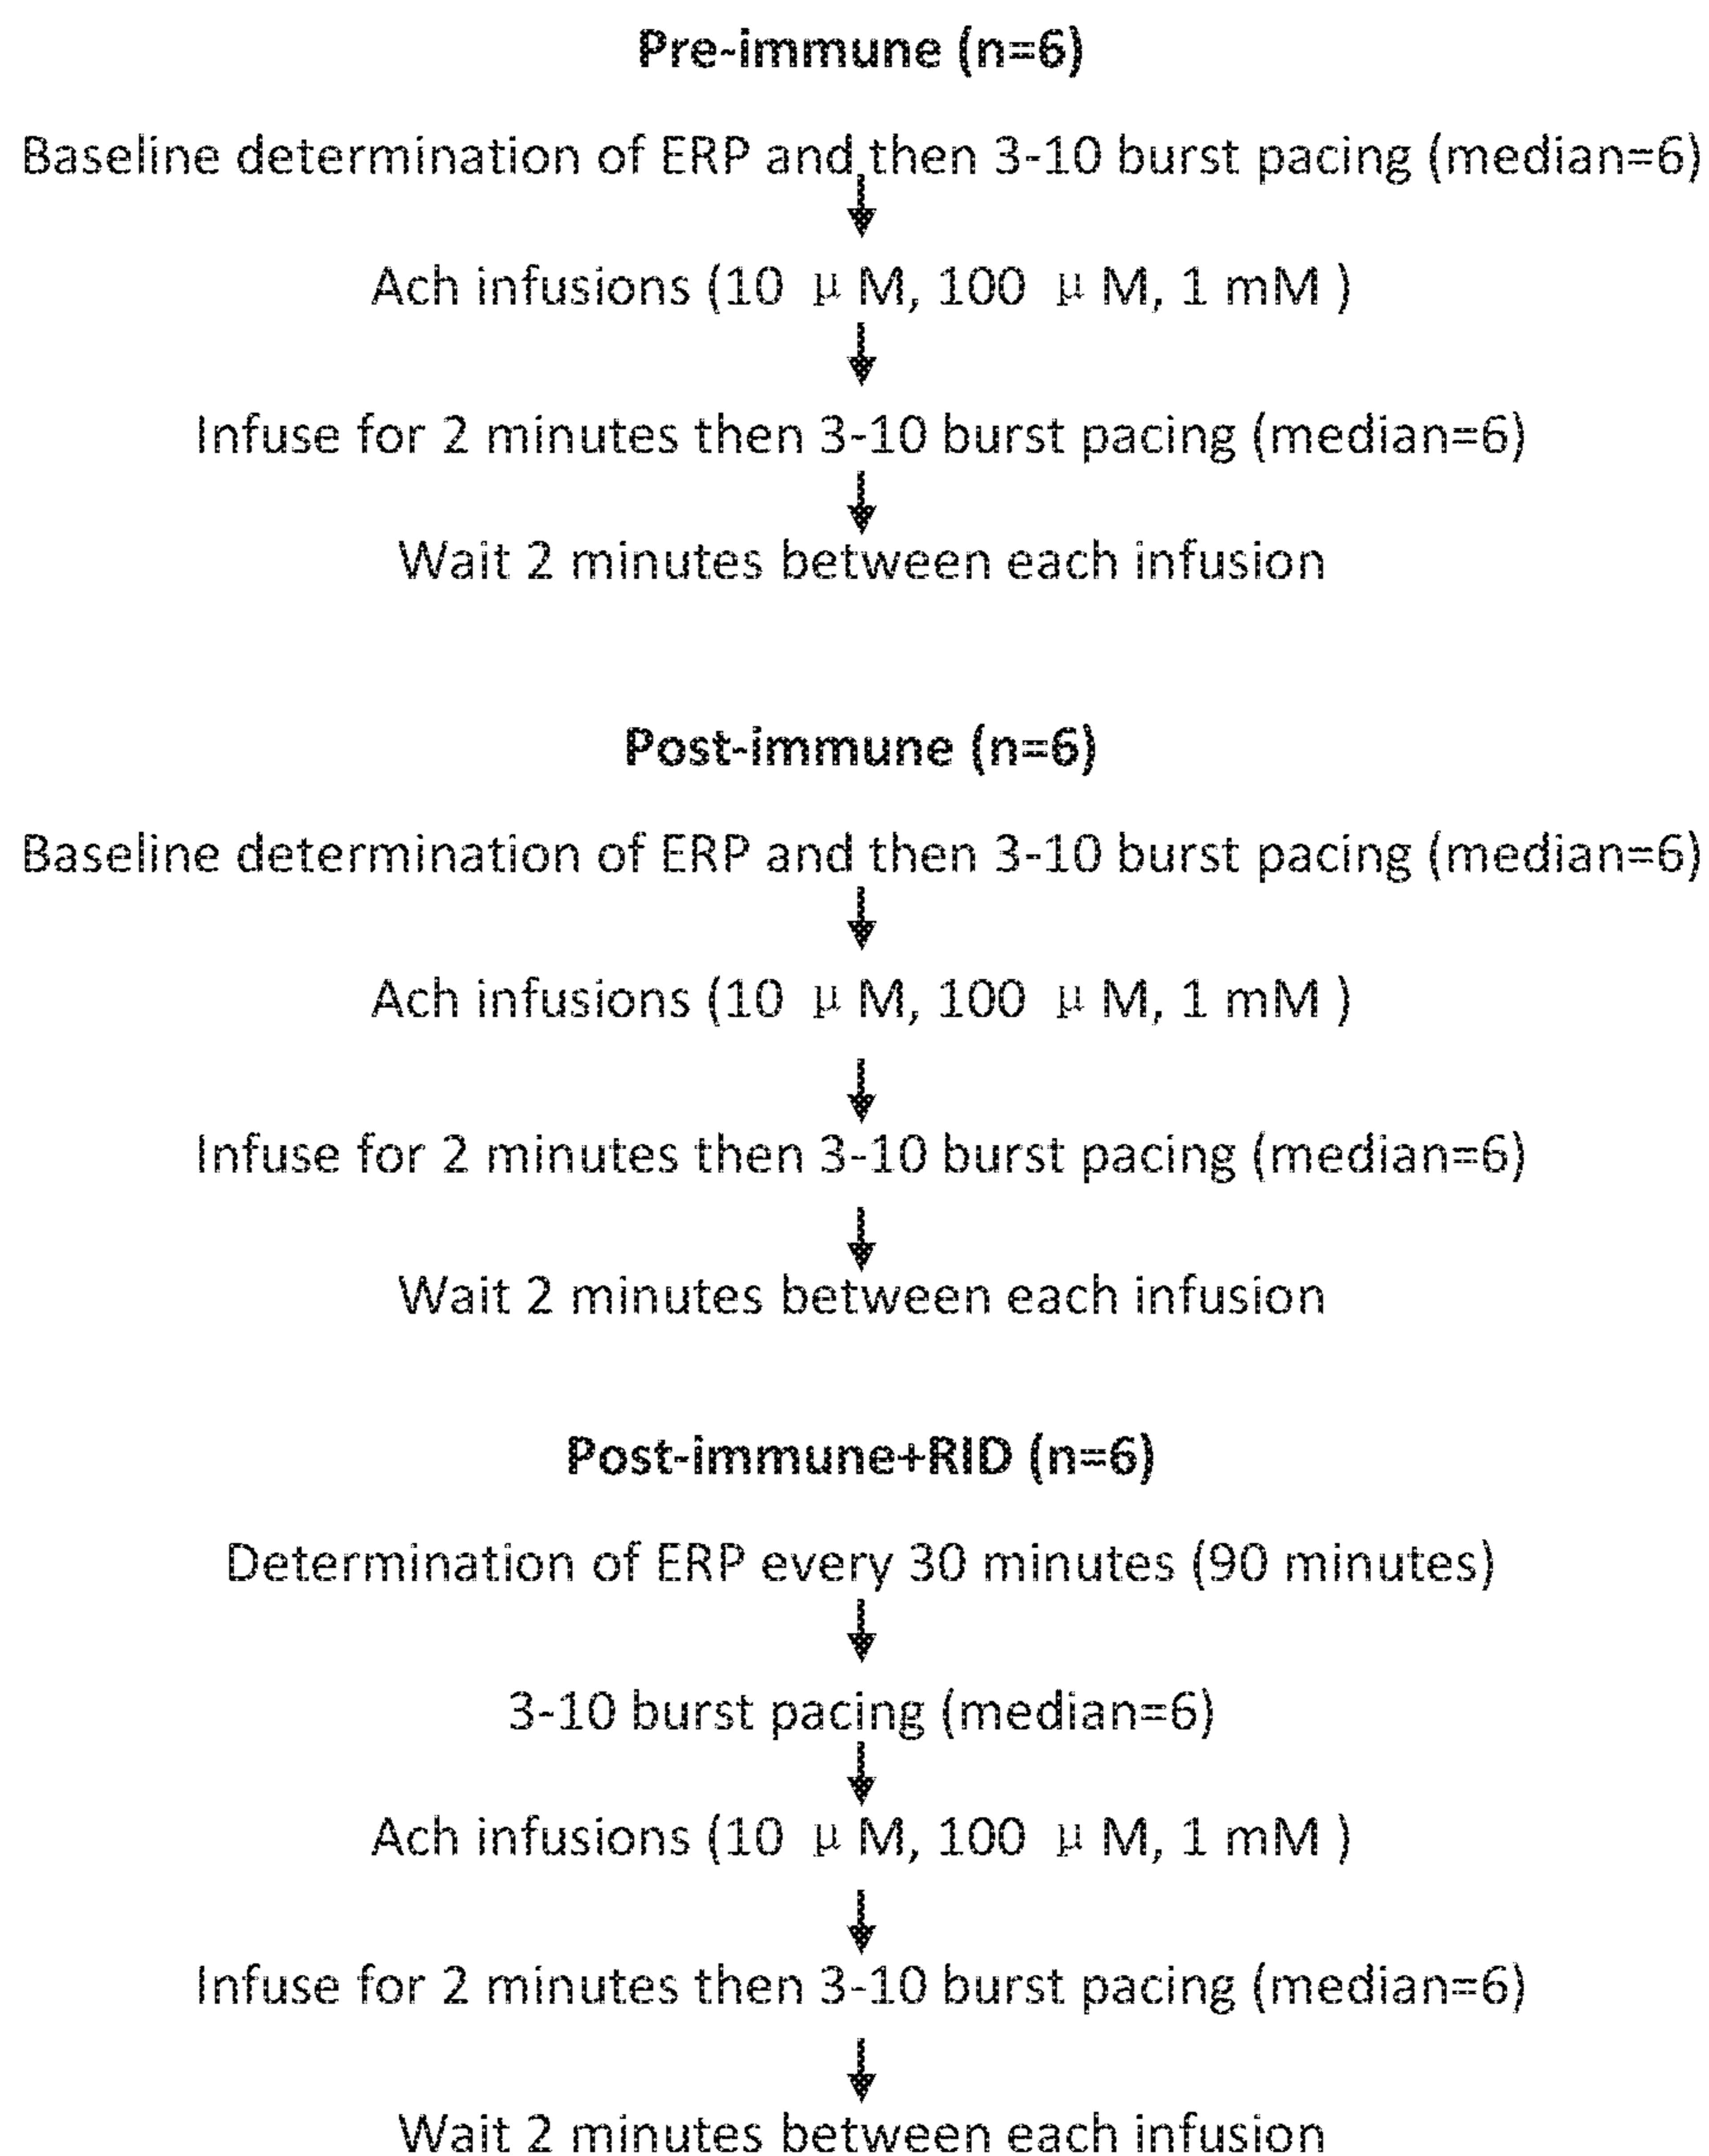 Pre-immune (n=6)
Baseline determination of ERP and then 3-10 burst pacing (median=6)
Ach infusions (10 μ M, 100 μ M, 1 mM )
Infuse for 2 minutes then 3-10 burst pacing (median=6)
Wait 2 minutes between each infusion
Post-immune (n=6)
Baseline determination of ERP and then 3-10 burst pacing (median=6)
Ach infusions (10 μ M, 100 μ M, 1 mM )
Infuse for 2 minutes then 3-10 burst pacing (median=6)
Wait 2 minutes between each infusion
Post-immune+RID (n=6)
Determination of ERP every 30 minutes (90 minutes)
3-10 burst pacing (median=6)
Ach infusions (10 μ M, 100 μ M, 1 mM )
Infuse for 2 minutes then 3-10 burst pacing (median=6)
Wait 2 minutes between each infusion